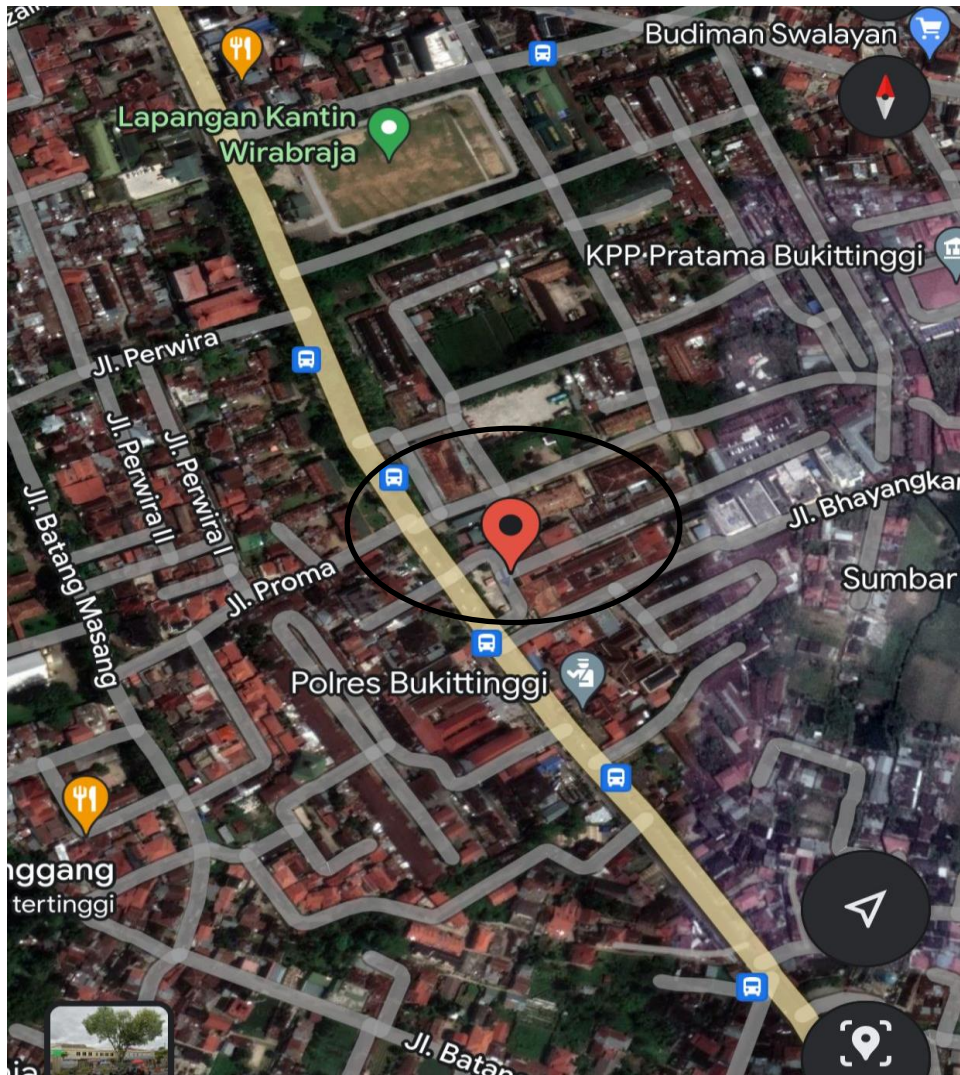 Budiman Swalayan
Lapangan Kantin
Wirabraja
KPP Pratama Bukittinggi
Jl. Perwira
Jl. Perwira II
Jl. Perwira I
Jl. Batang Masang
Jl. Proma
Jl. Bhayangkar
Sumbar
Polres Bukittinggi
nggang
tertinggi
Jl. Batan